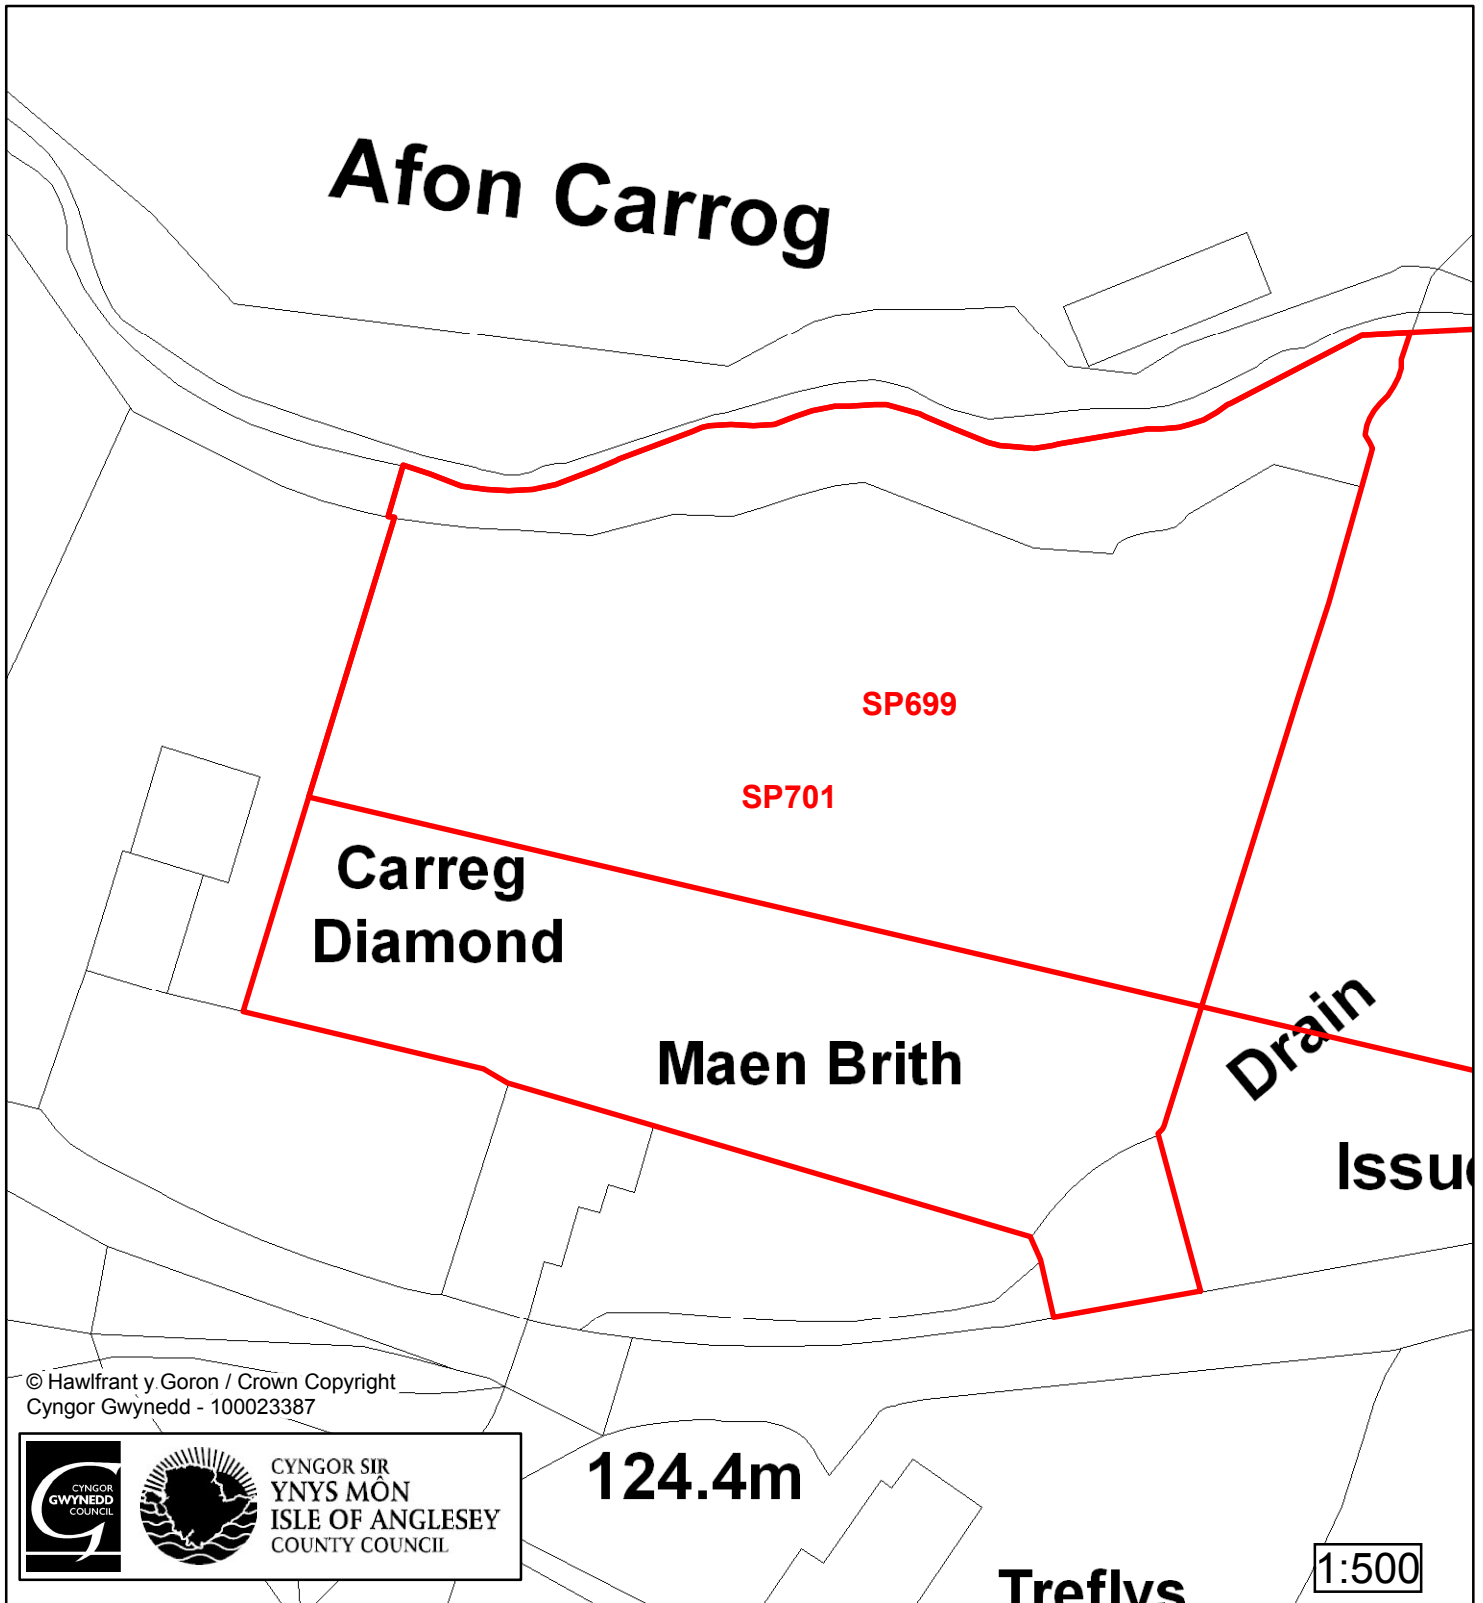 Afon Carrog
SP699
SP701
Carreg
Diamond
Maen Brith
Drain
© Hawlfrant y Goron / Crown Copyright
Cyngor Gwynedd - 100023387
CYNGOR
GWYNEDD
COUNCIL
CYNGOR SIR
YNYS MÔN
ISLE OF ANGLESEY
COUNTY COUNCIL
124.4m
Treflys
1:500